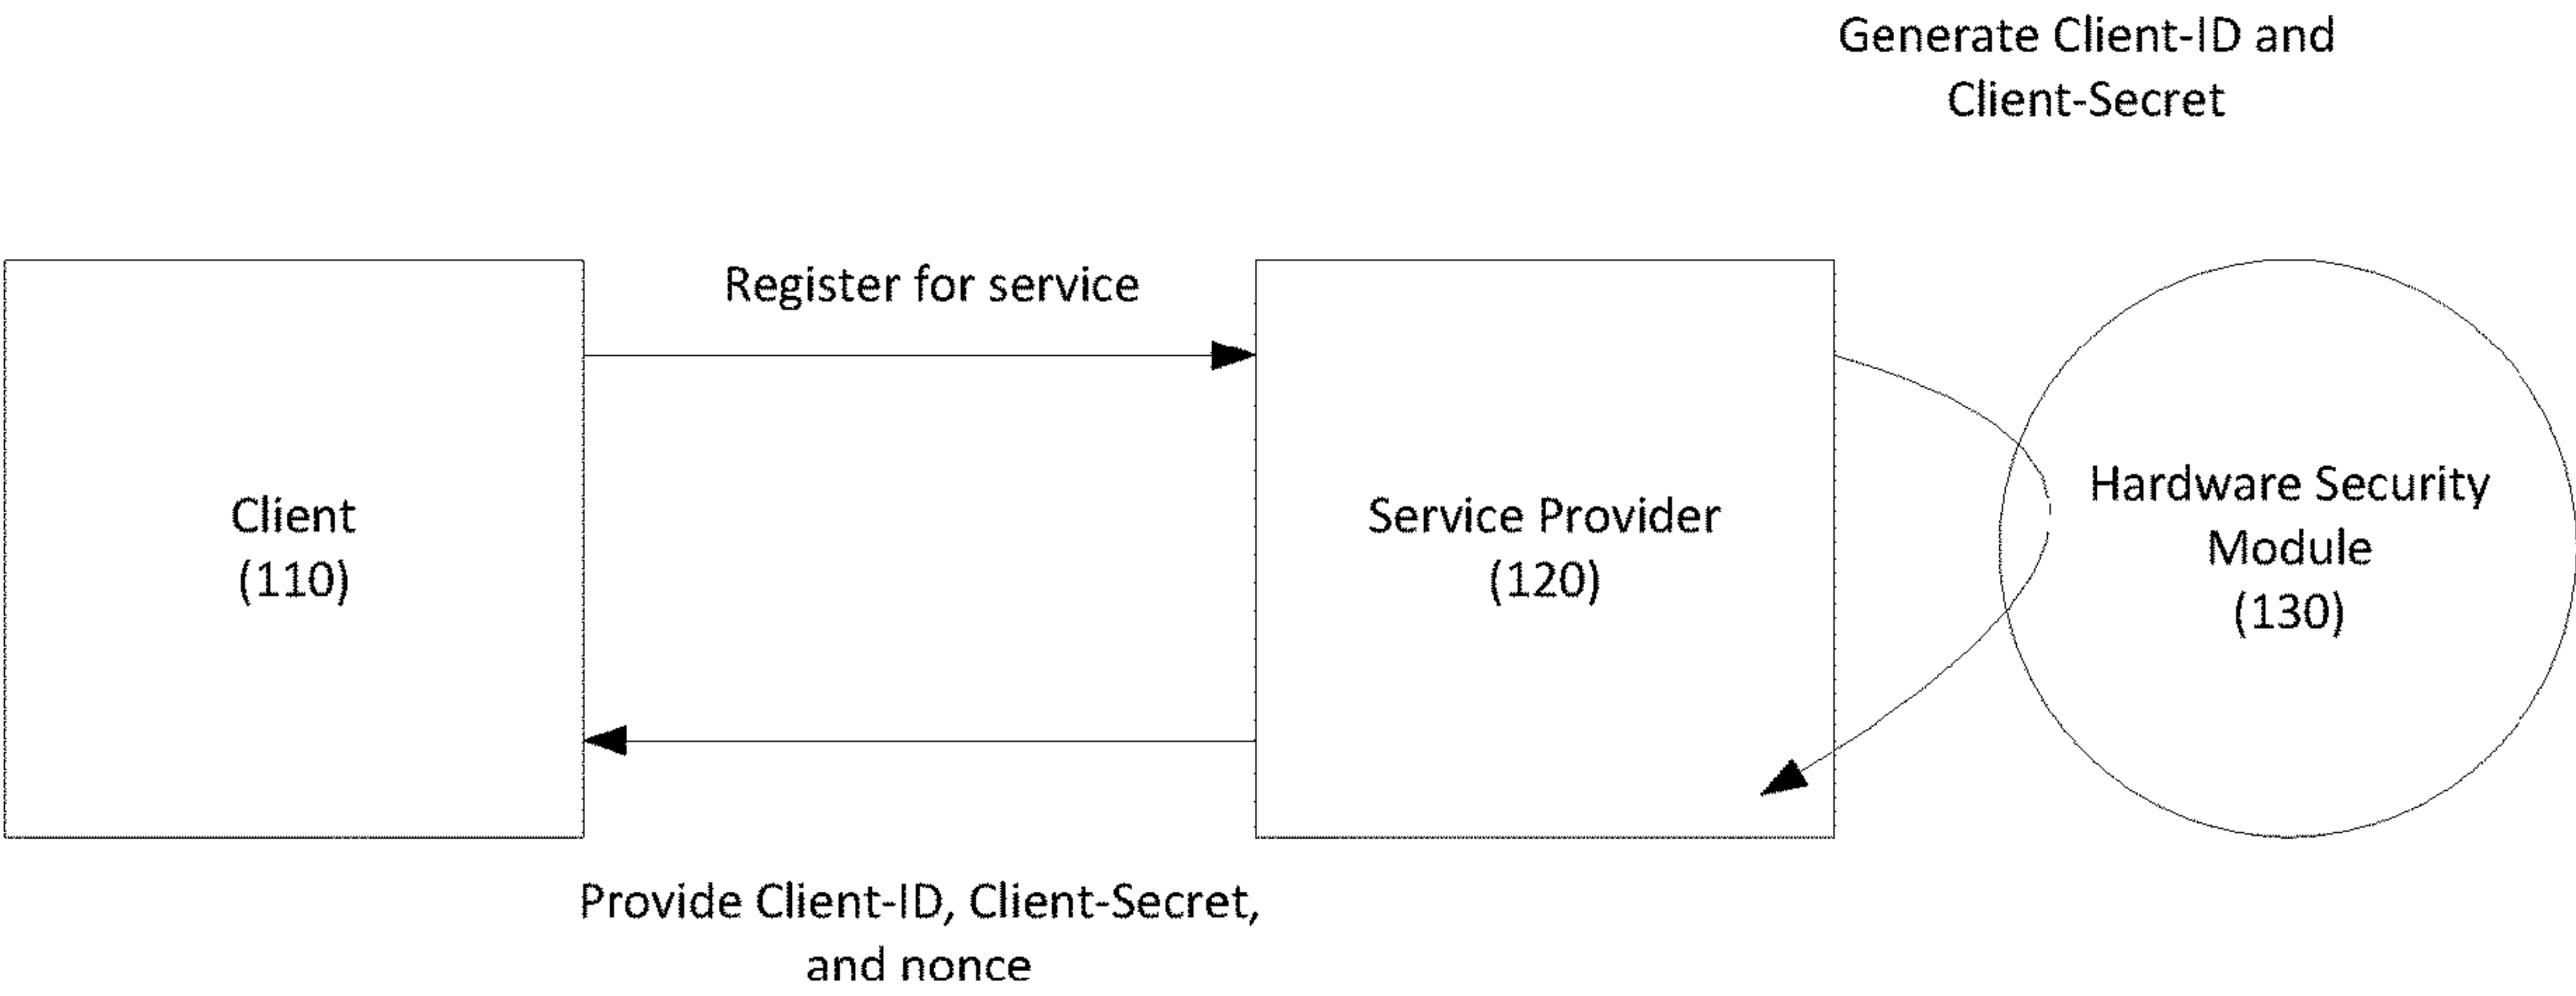 Generate Client-ID and
Client-Secret
Register for service
Client
(110)
Service Provider
(120)
Hardware Security
Module
(130)
Provide Client-ID, Client-Secret,
and nonce